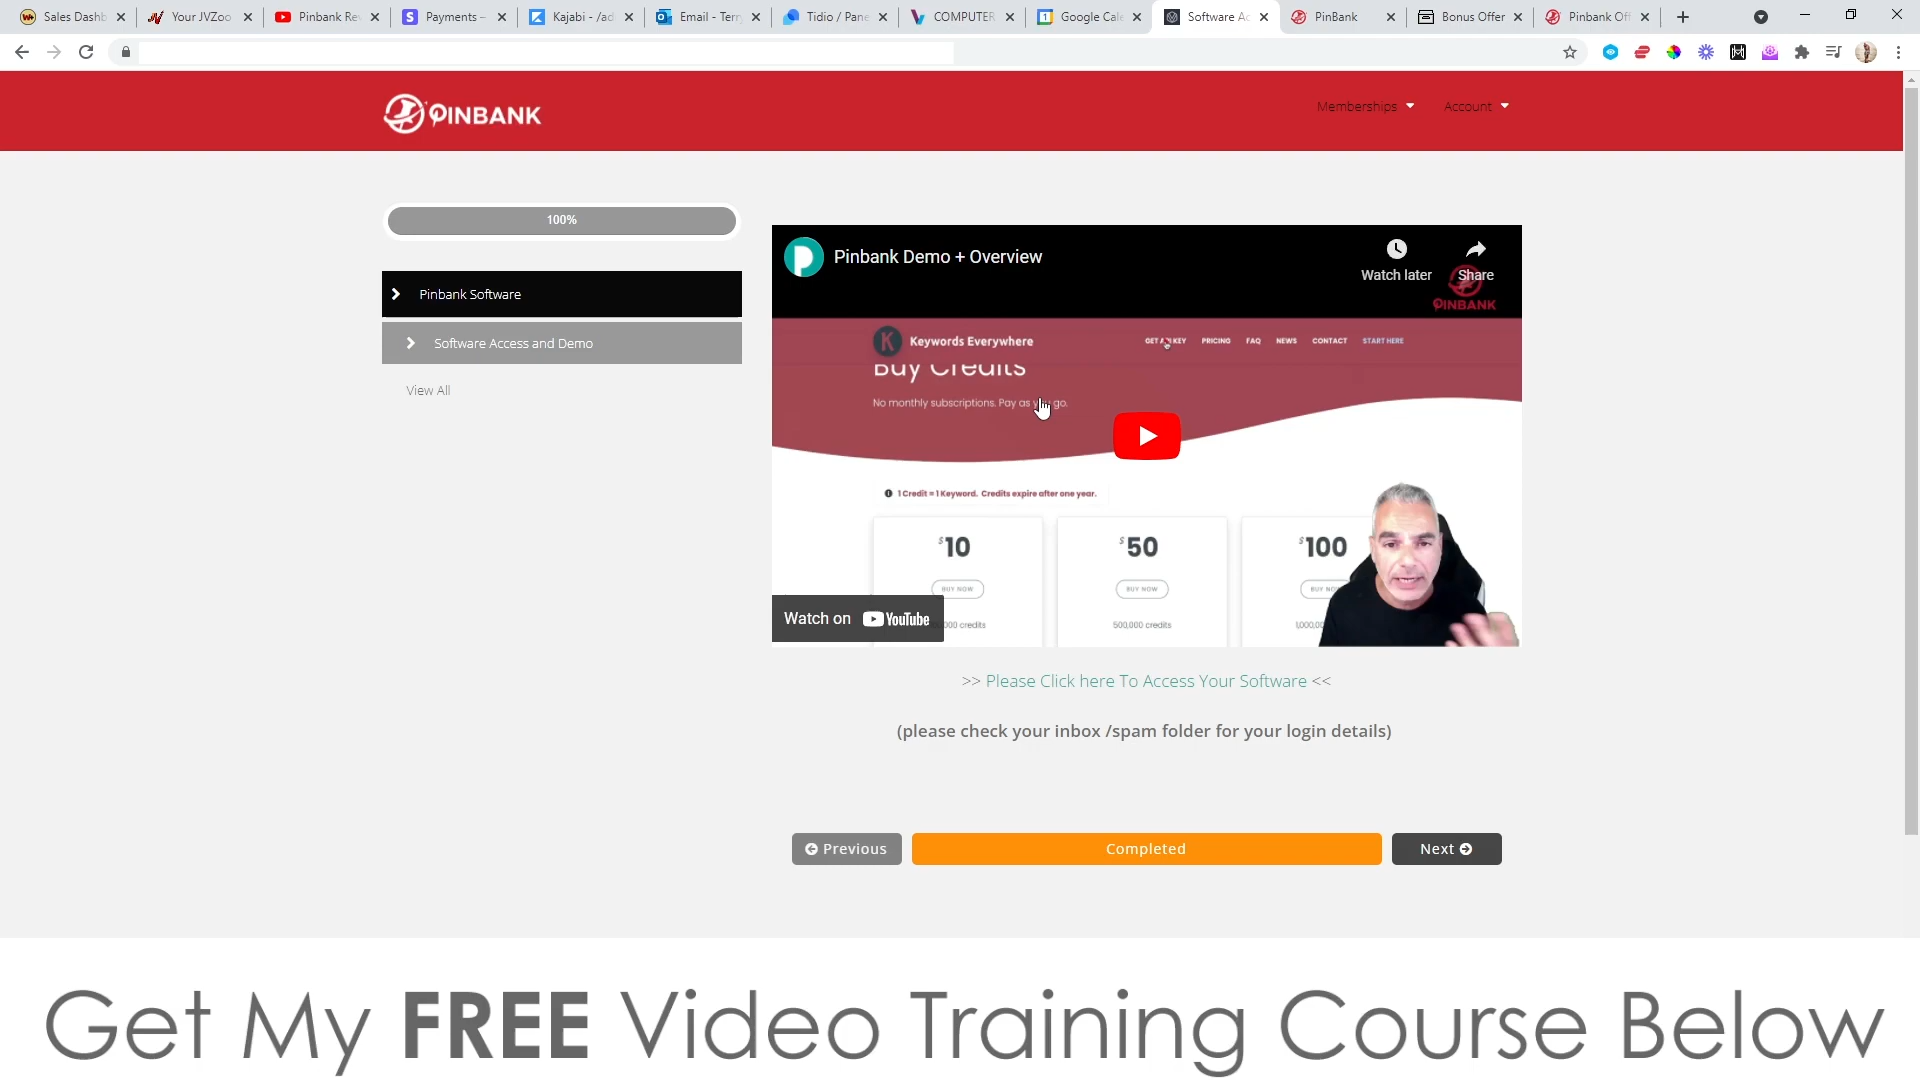 Sales Dashb
Your JVZoo
Pinbank Re
Payments –
Kajabi - /ad
Email - Terr
Tidio / Pane
COMPUTER
Google Cale
Software Ac
PinBank
Bonus Offer
Pinbank Off
PINBANK
Memberships
Account
100%
Pinbank Software
Software Access and Demo
View All
Pinbank Demo + Overview
Watch later
Share
PINBANK
Keywords Everywhere
PRICING
FAQ
NEWS
CONTACT
START HERE
Buy Credits
No monthly subscriptions. Pay as you go.
1 Credit = 1 Keyword. Credits expire after one year.
$10
$50
$100
BUY NOW
BUY NOW
BUY NOW
000 credits
500,000 credits
Watch on YouTube
>> Please Click here To Access Your Software <<
(please check your inbox /spam folder for your login details)
Previous
Completed
Next
Get My FREE Video Training Course Below